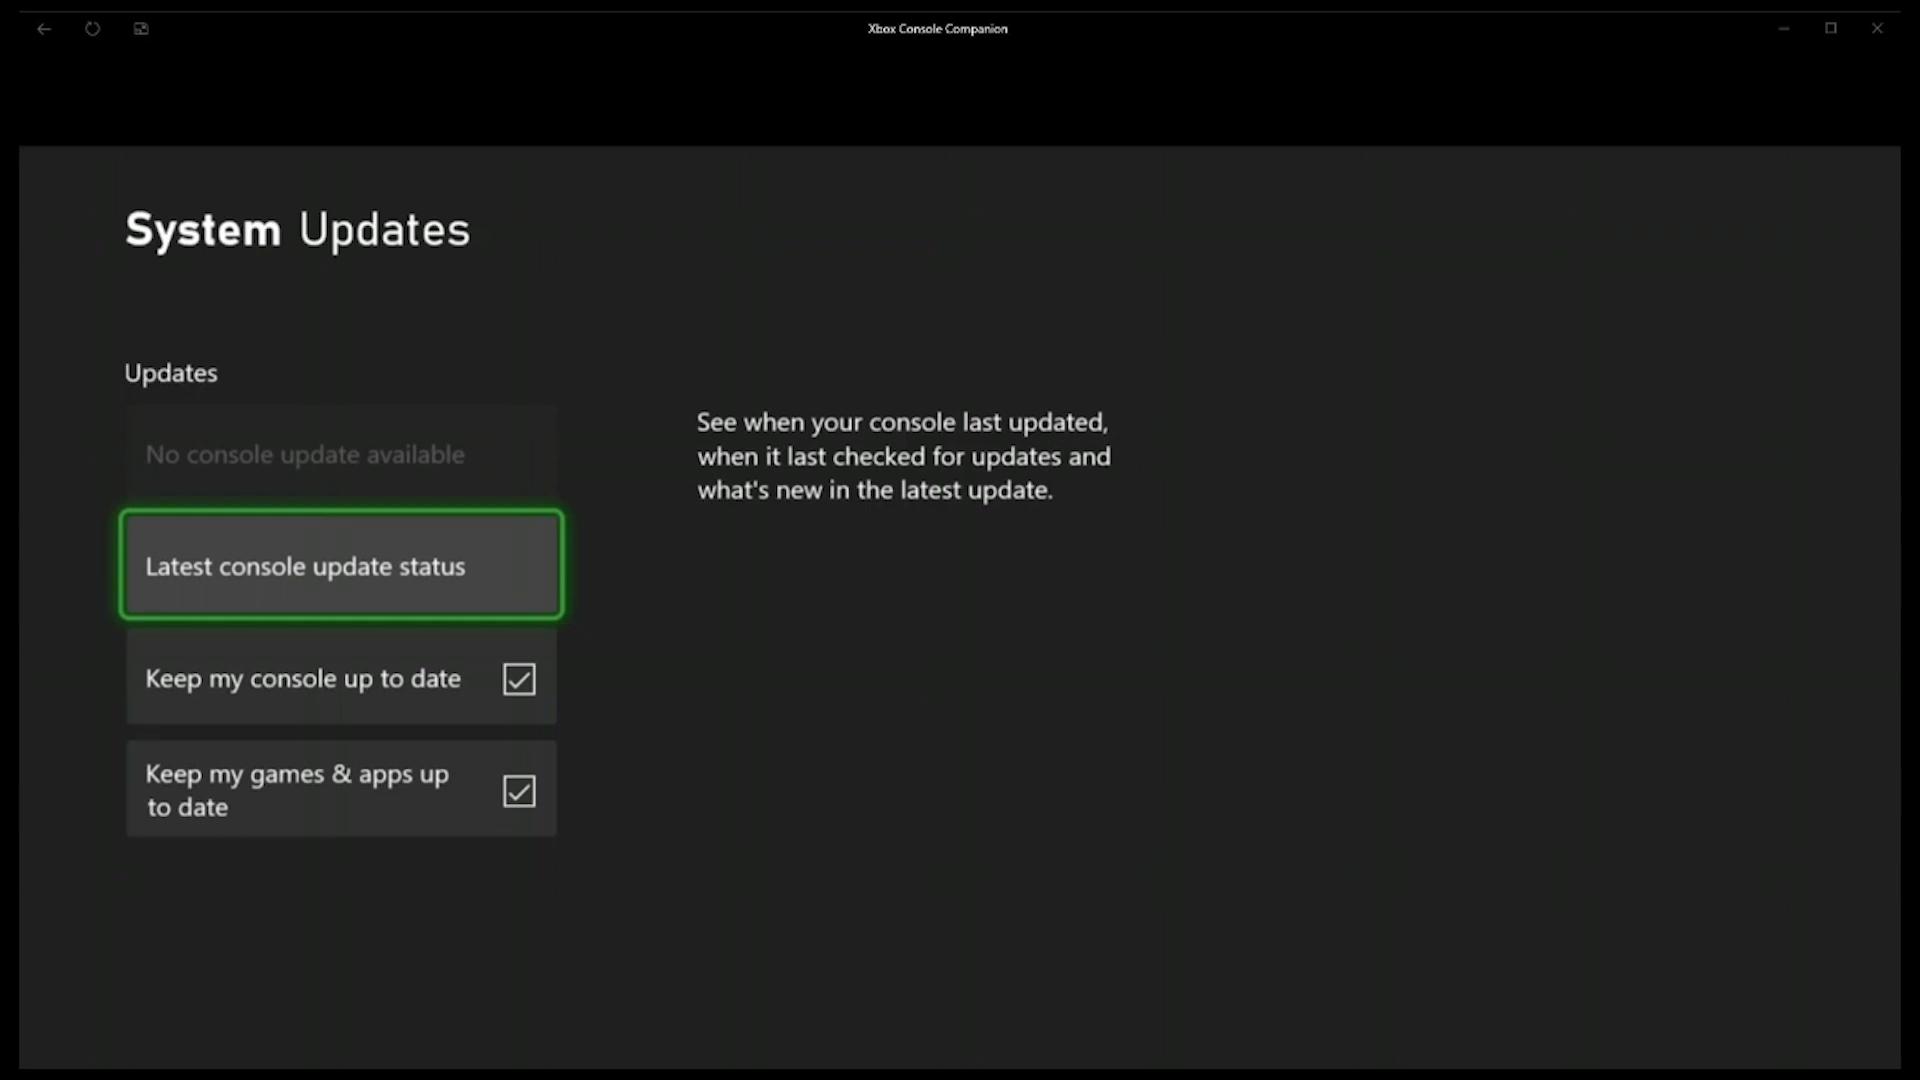 Xbox Console Companion
System Updates
Updates
No console update available
See when your console last updated,
when it last checked for updates and
what's new in the latest update.
Latest console update status
Keep my console up to date
Keep my games & apps up
to date